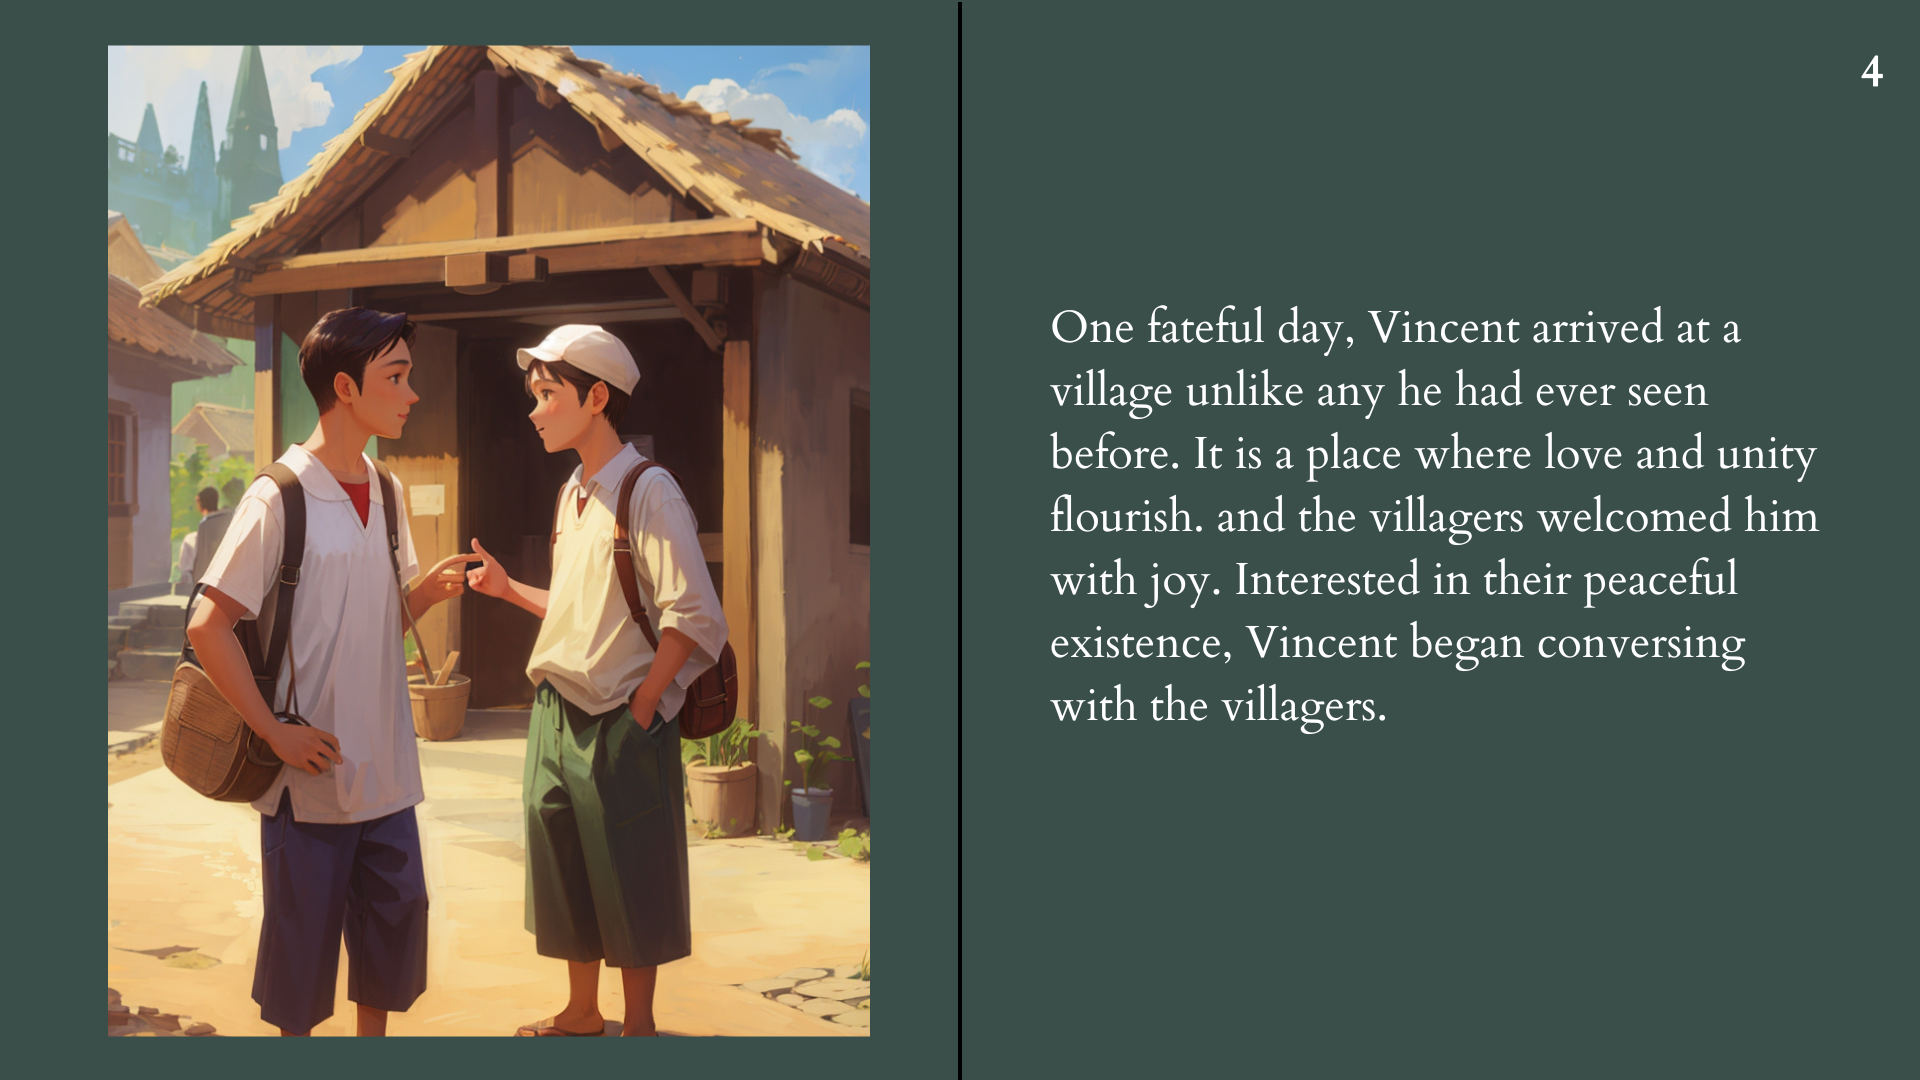 4
One fateful day, Vincent arrived at a
village unlike any he had ever seen
before. It is a place where love and unity
flourish. and the villagers welcomed him
with joy. Interested in their peaceful
existence, Vincent began conversing
with the villagers.